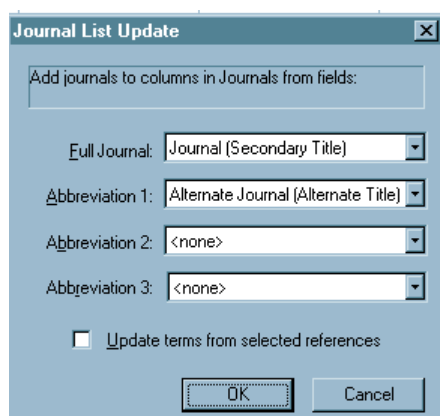 Journal List Update
Add journals to columns in Journals from fields:
Full Journal: Journal (Secondary Title)
Abbreviation 1: Alternate Journal (Alternate Title)
Abbreviation 2: <none>
Abbreviation 3: <none>
Update terms from selected references
OK Cancel